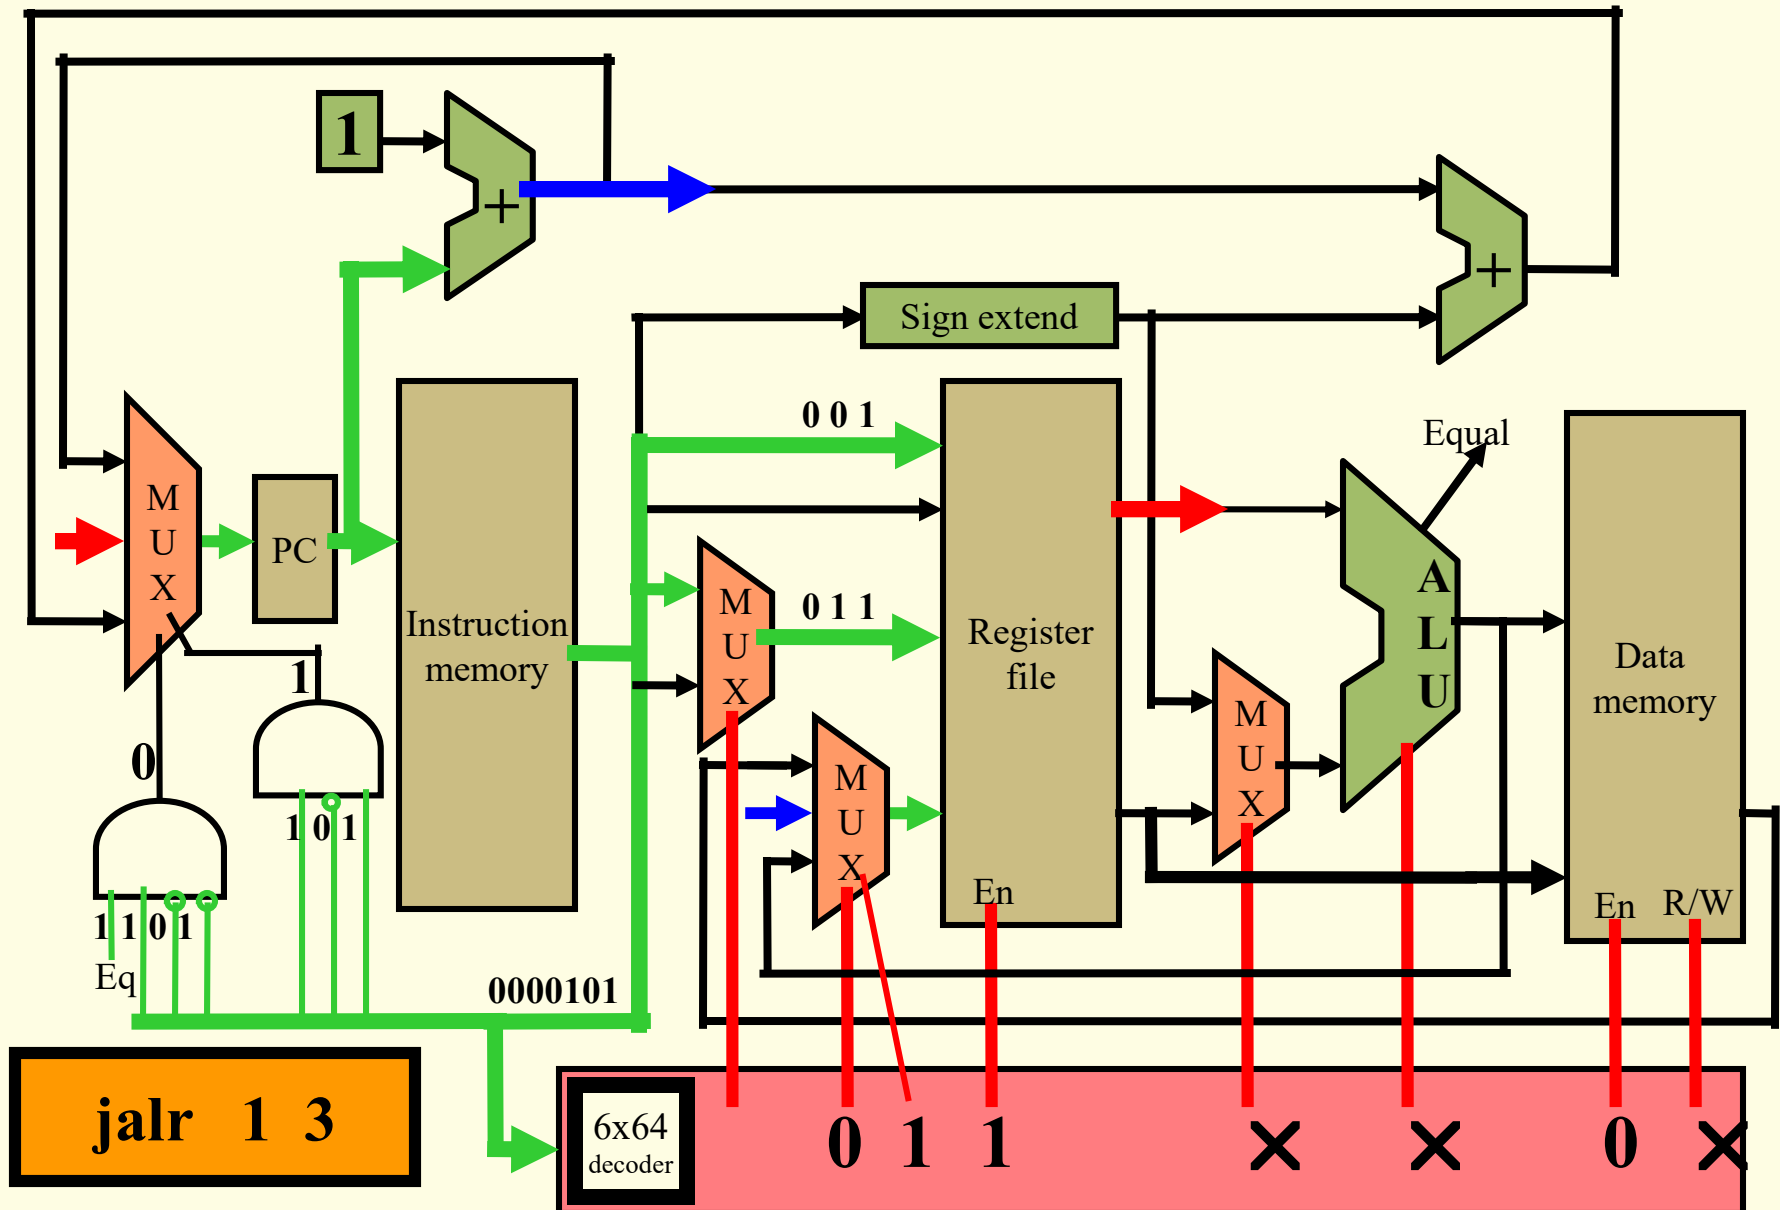 1
+
+
Sign extend
0 0 1
Equal
M
U
X
PC
Instruction
memory
M
U
X
0 1 1
Register
file
En
A
L
U
M
U
X
Data
memory
En
R/W
1
0
M
U
X
1 0 1
1 1 0 1
Eq
0000101
jalr 1 3
6x64
decoder
0 1 1 × × 0 ×